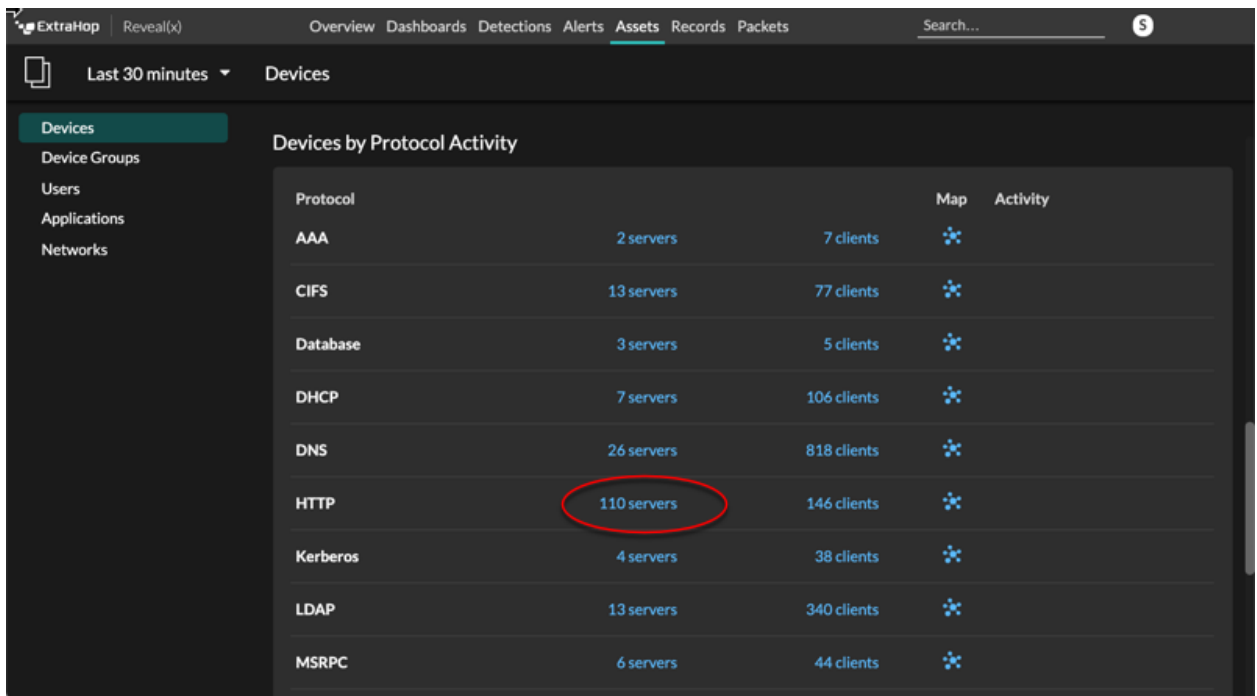 ExtraHop Reveal(x) Overview Dashboards Detections Alerts Assets Records Packets Search... S
Last 30 minutes Devices
Devices
Device Groups
Users
Applications
Networks
Devices by Protocol Activity
Protocol Map Activity
AAA 2 servers 7 clients
CIFS 13 servers 77 clients
Database 3 servers 5 clients
DHCP 7 servers 106 clients
DNS 26 servers 818 clients
HTTP 110 servers 146 clients
Kerberos 4 servers 38 clients
LDAP 13 servers 340 clients
MSRPC 6 servers 44 clients